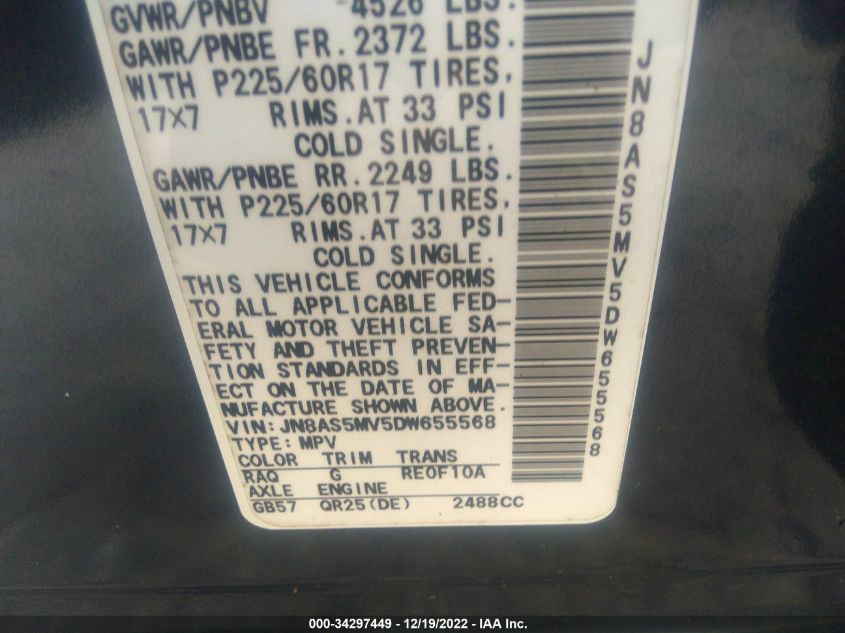 GVWR/PNBV 4526 LBS.
GAWR/PNBE FR. 2372 LBS.
WITH P225/60R17 TIRES,
17X7 RIMS.AT 33 PSI
COLD SINGLE.
GAWR/PNBE RR. 2249 LBS.
WITH P225/60R17 TIRES,
17X7 RIMS.AT 33 PSI
COLD SINGLE.
THIS VEHICLE CONFORMS
TO ALL APPLICABLE FED-
ERAL MOTOR VEHICLE SA-
FETY AND THEFT PREVEN-
TION STANDARDS IN EFF-
ECT ON THE DATE OF MA-
NUFACTURE SHOWN ABOVE.
VIN: JN8AS5MV5DW655568
TYPE: MPV
COLOR TRIM TRANS
RAQ G RE0F10A
AXLE ENGINE
GB57 QR25(DE) 2488CC
JN8AS5MV5DW655568
000-34297449 - 12/19/2022 - IAA Inc.